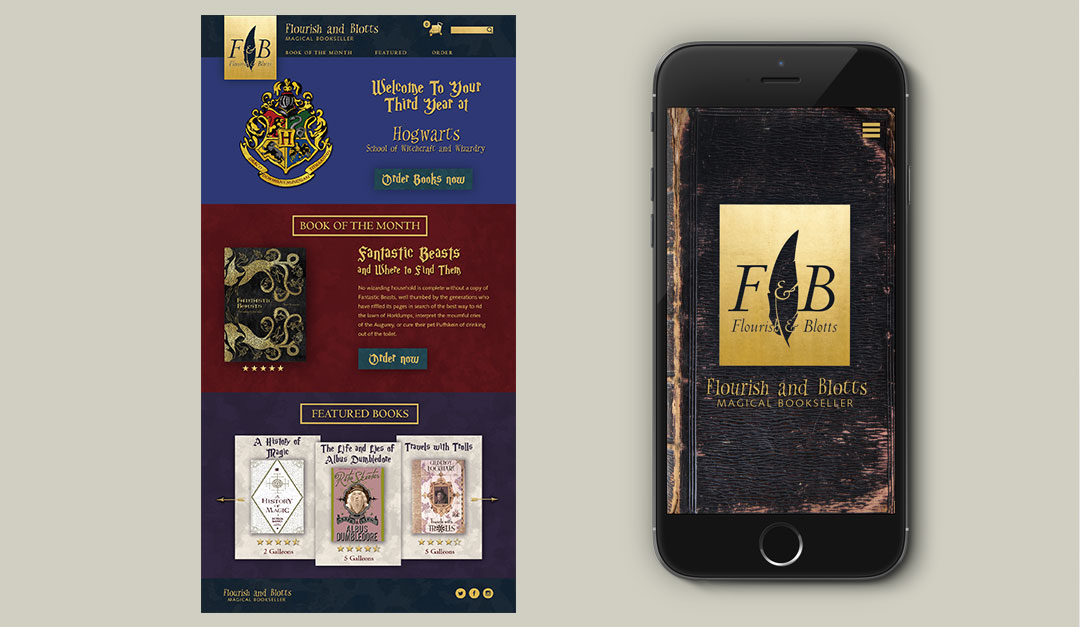 F & B
Flourish & Blotts
Flourish and Blotts
MAGICAL BOOKSELLER
0
BOOK OF THE MONTH
FEATURED
ORDER
Welcome To Your
Third Year at
Hogwarts
School of Witchcraft and Wizardry
H
Order Books now
BOOK OF THE MONTH
Fantastic Beasts
and Where to Find Them
No wizarding household is complete without a copy of
Fantastic Beasts, well thumbed by the generations who
have riffled its pages in search of the best way to rid
the lawn of Horklumps, interpret the mournful cries
of the Augurey, or cure their pet Puffskein of drinking
out of the toilet.
Fantastic
Beasts
Order now
FEATURED BOOKS
A History of
Magic
A
HISTORY
of
MAGIC
2 Galleons
The Life and Lies of
Albus Dumbledore
Rita Skeeter
ALBUS
DUMBLEDORE
5 Galleons
Travels with Trolls
GILDEROY
LOCKHART
Travels with
TROLLS
5 Galleons
Flourish and Blotts
MAGICAL BOOKSELLER
F & B
Flourish & Blotts
Flourish and Blotts
MAGICAL BOOKSELLER